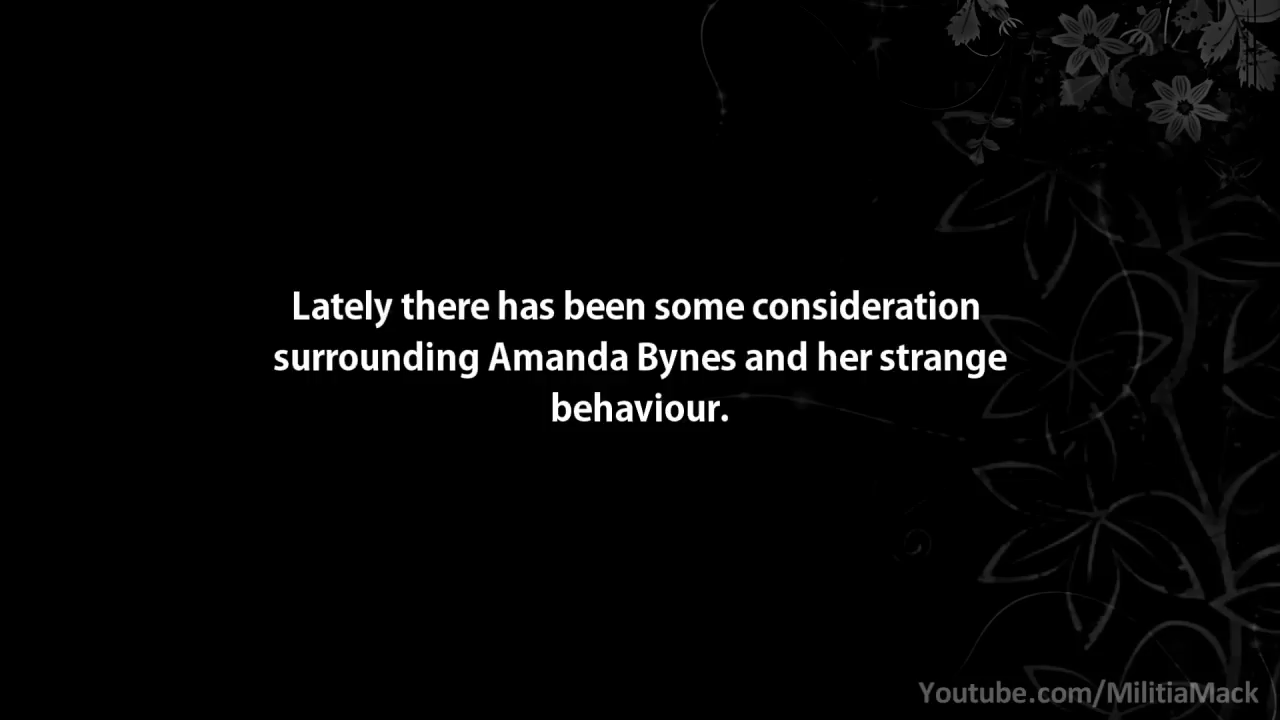 Lately there has been some consideration
surrounding Amanda Bynes and her strange
behaviour.
Youtube.com/MilitiaMack